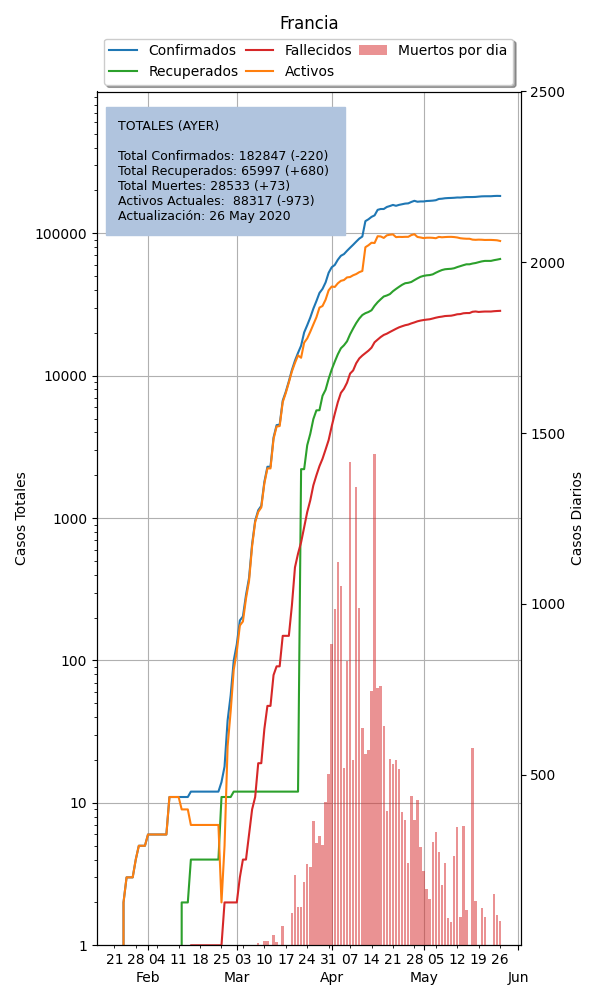 Francia
Confirmados
Recuperados
Fallecidos
Activos
Muertos por dia
TOTALES (AYER)
Total Confirmados: 182847 (-220)
Total Recuperados: 65997 (+680)
Total Muertes: 28533 (+73)
Activos Actuales:  88317 (-973)
Actualización: 26 May 2020
Casos Totales
100000
10000
1000
100
10
1
2500
2000
1500
1000
500
Casos Diarios
21 28 04 11 18 25 03 10 17 24 31 07 14 21 28 05 12 19 26
Feb Mar Apr May Jun